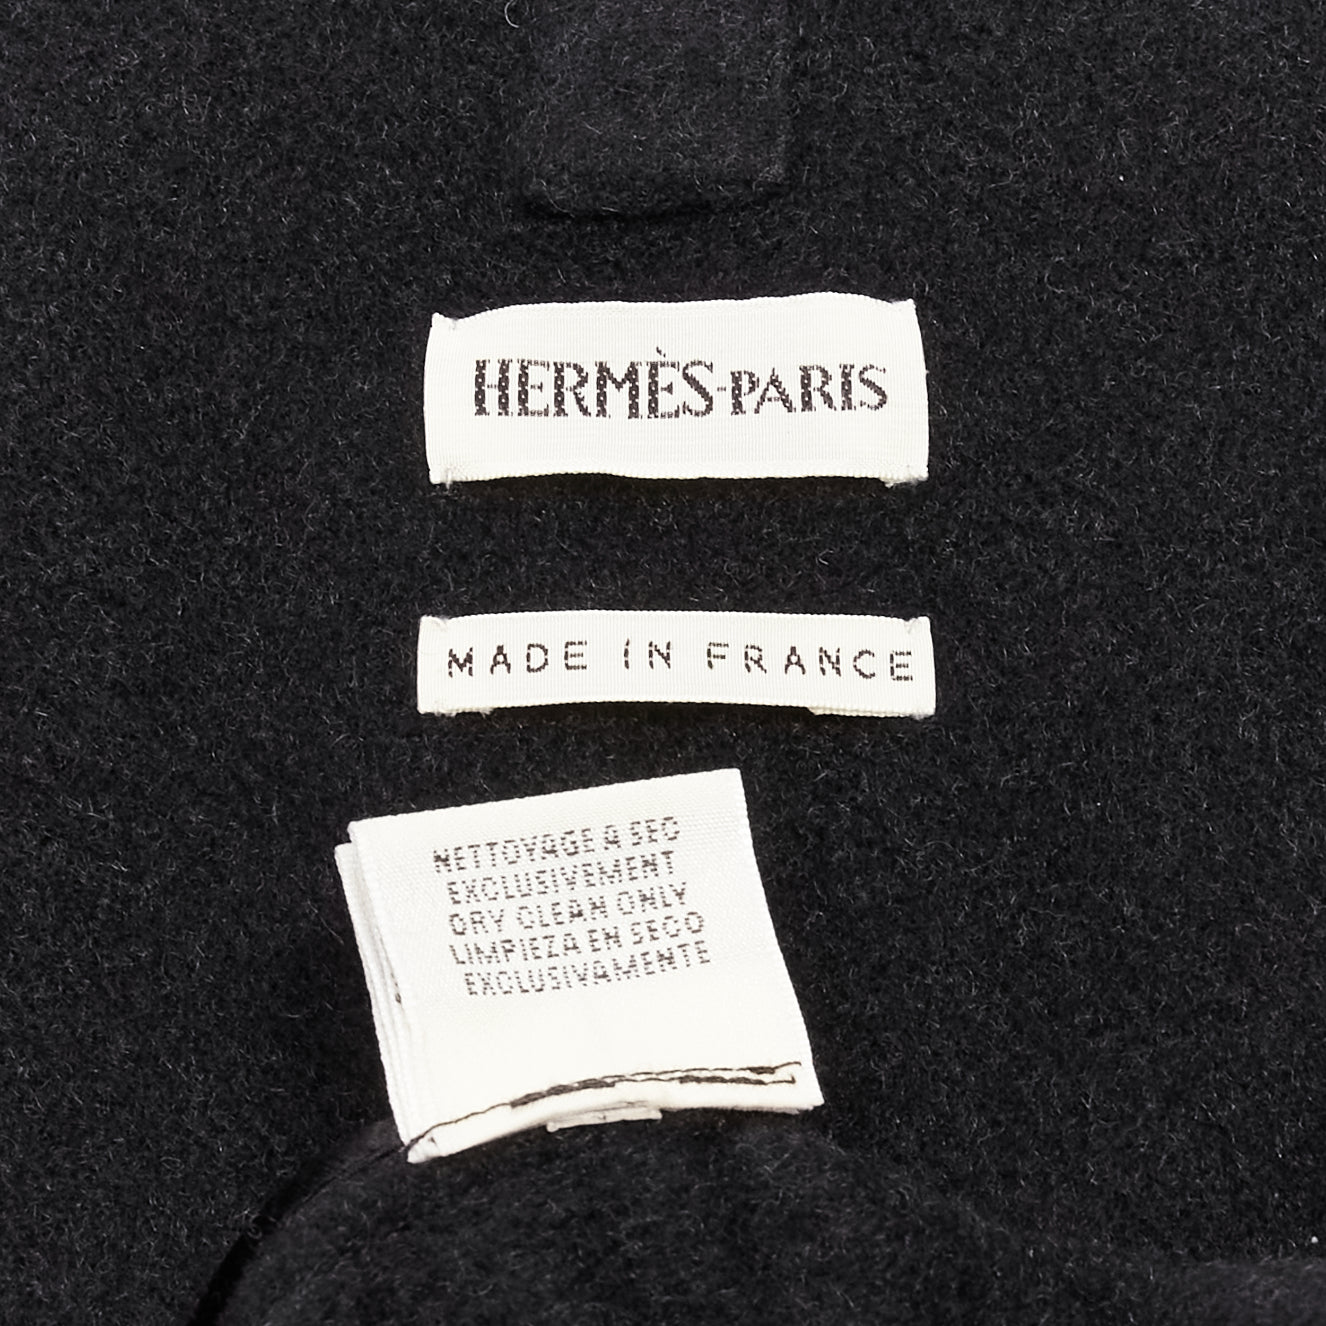 HERMÈS-PARIS
MADE IN FRANCE
NETTOYAGE A SEC
EXCLUSIVEMENT
DRY CLEAN ONLY
LIMPIEZA EN SECO
EXCLUSIVAMENTE